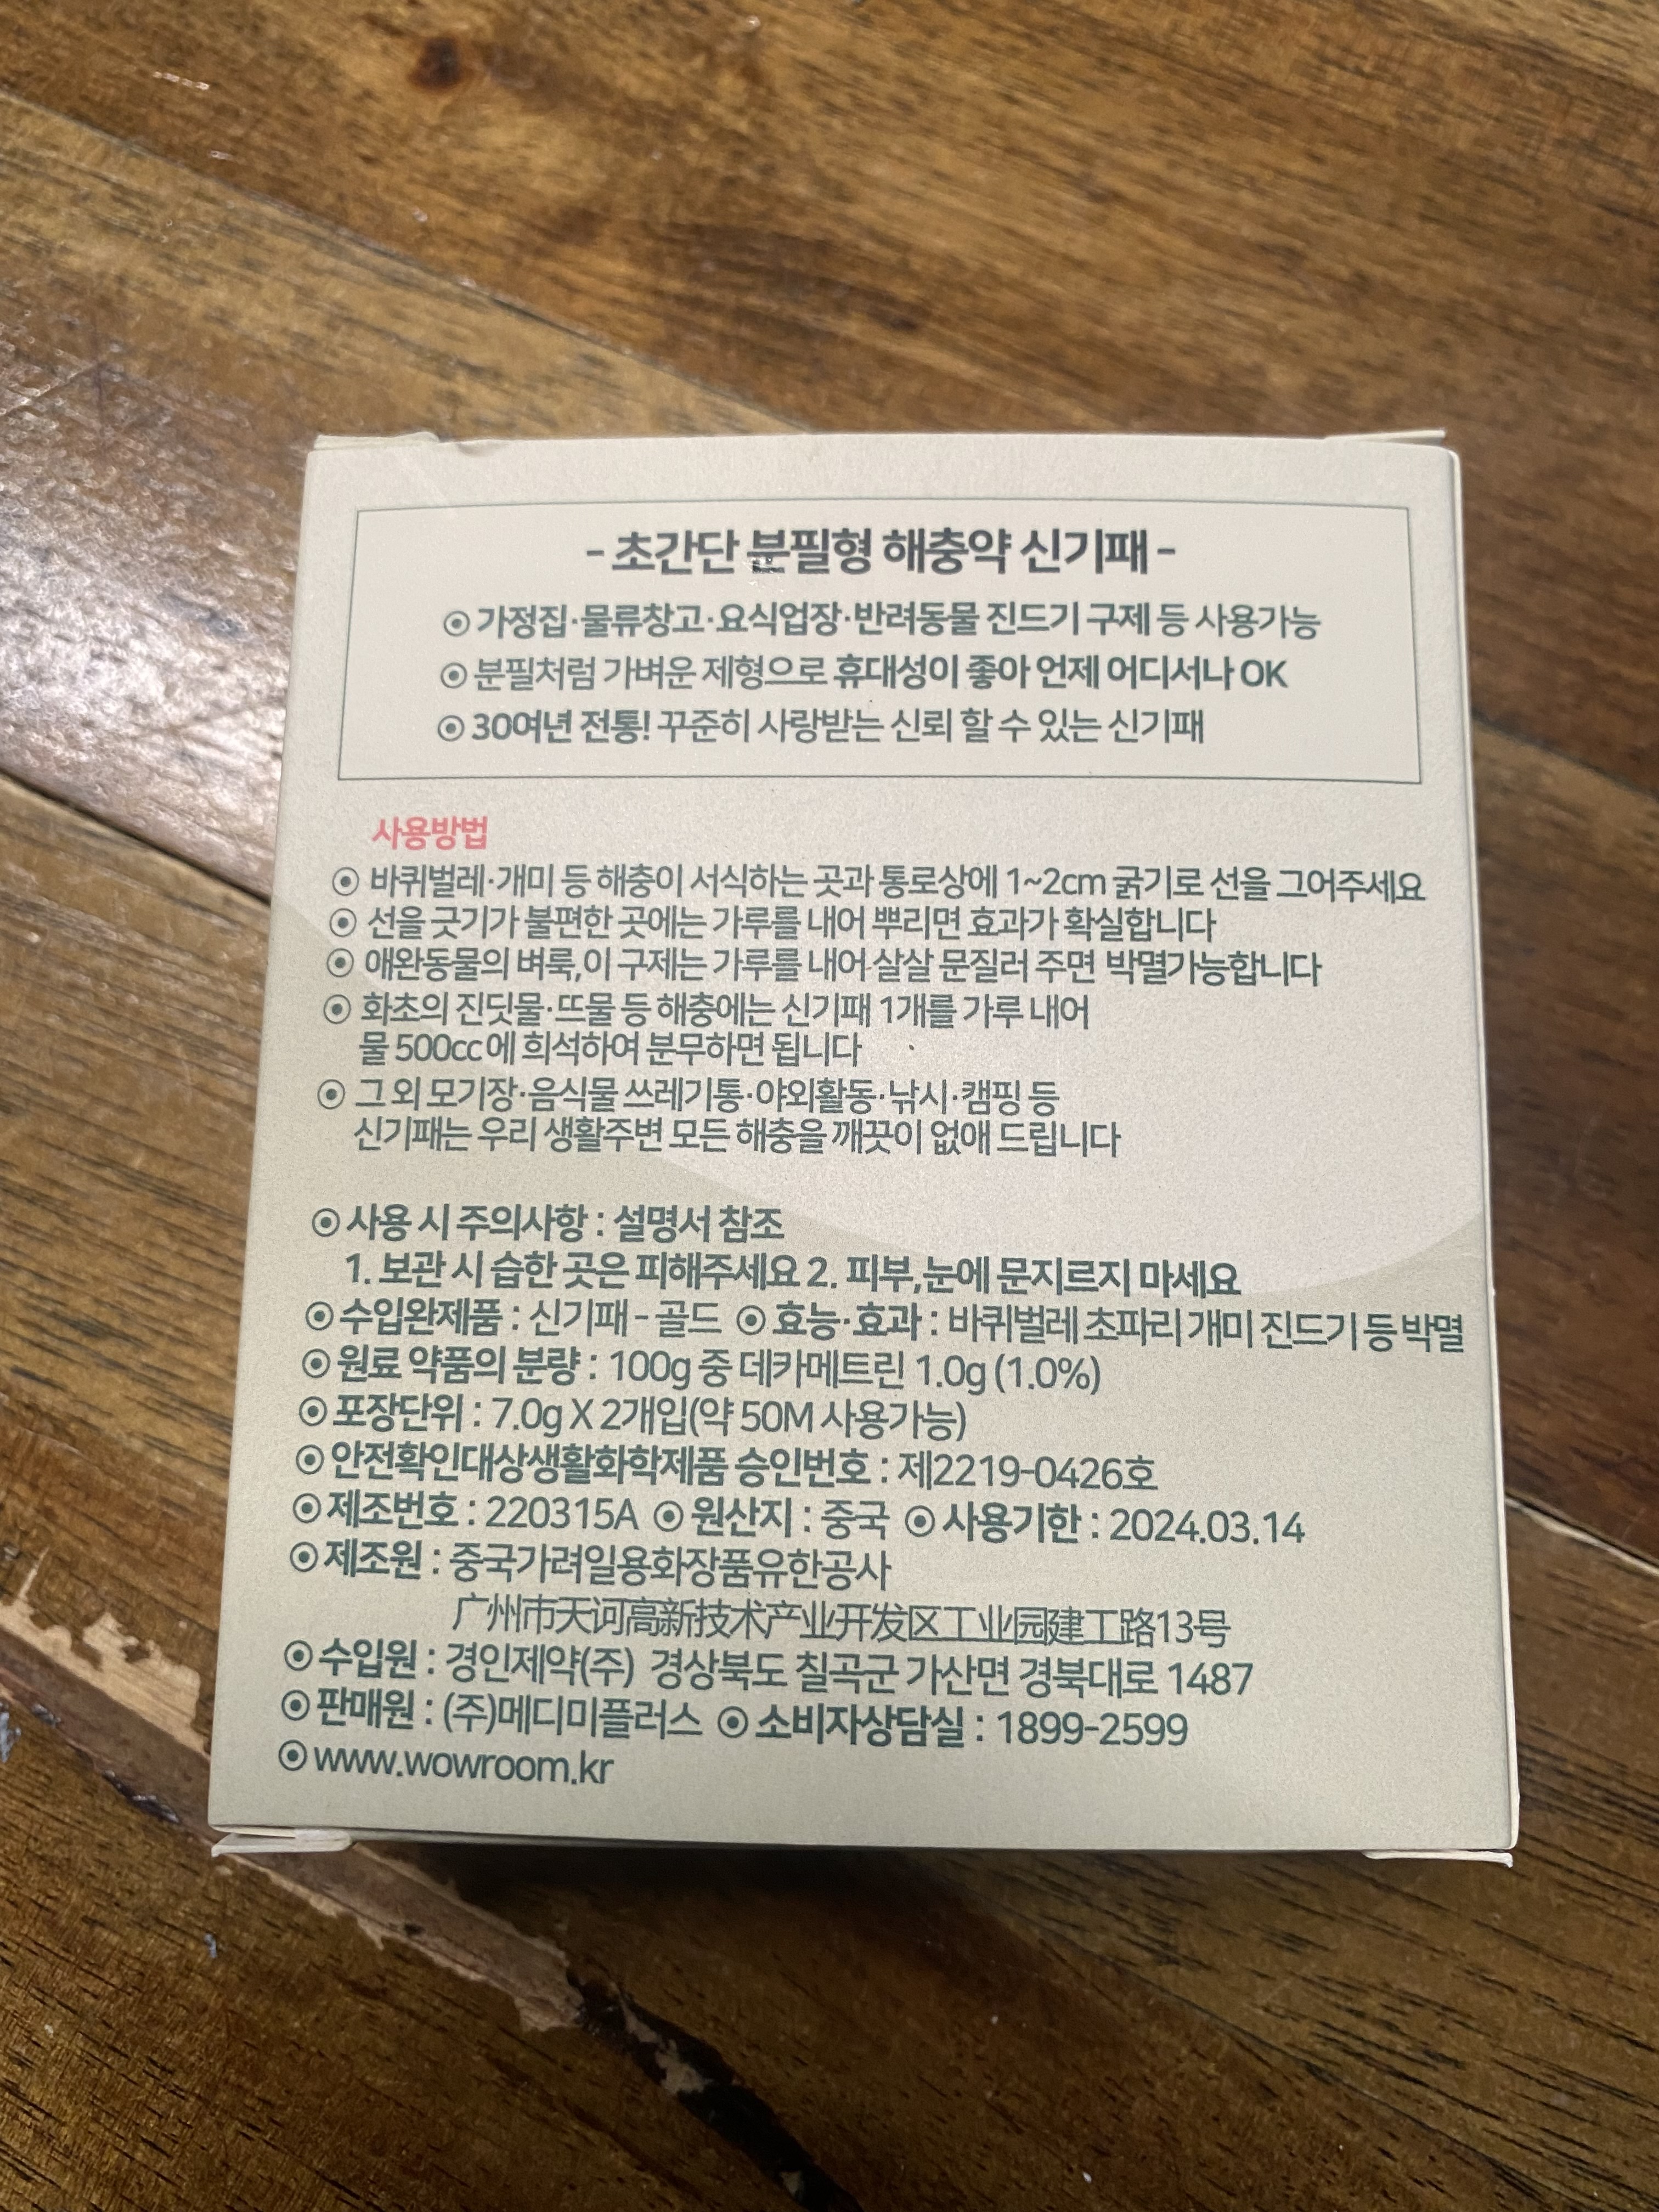 - 초간단 분필형 해충약 신기패 -
⊙ 가정집·물류창고·요식업장·반려동물 진드기 구제 등 사용가능
⊙ 분필처럼 가벼운 제형으로 휴대성이 좋아 언제 어디서나 OK
⊙ 30여년 전통! 꾸준히 사랑받는 신뢰 할 수 있는 신기패
사용방법
⊙ 바퀴벌레·개미 등 해충이 서식하는 곳과 통로상에 1~2cm 굵기로 선을 그어주세요
⊙ 선을 긋기가 불편한 곳에는 가루를 내어 뿌리면 효과가 확실합니다
⊙ 애완동물의 벼룩,이 구제는 가루를 내어 살살 문질러 주면 박멸가능합니다
⊙ 화초의 진딧물·뜨물 등 해충에는 신기패 1개를 가루 내어
물 500cc에 희석하여 분무하면 됩니다
⊙ 그 외 모기장·음식물 쓰레기통·야외활동·낚시·캠핑 등
신기패는 우리 생활주변 모든 해충을 깨끗이 없애 드립니다
⊙ 사용 시 주의사항 : 설명서 참조
1. 보관 시 습한 곳은 피해주세요 2. 피부,눈에 문지르지 마세요
⊙ 수입완제품 : 신기패 - 골드 ⊙ 효능·효과 : 바퀴벌레 초파리 개미 진드기 등 박멸
⊙ 원료 약품의 분량 : 100g 중 데카메트린 1.0g (1.0%)
⊙ 포장단위 : 7.0g X 2개입(약 50M 사용가능)
⊙ 안전확인대상생활화학제품 승인번호 : 제2219-0426호
⊙ 제조번호 : 220315A ⊙ 원산지 : 중국 ⊙ 사용기한 : 2024.03.14
⊙ 제조원 : 중국가려일용화장품유한공사
广州市天诃高新技术产业开发区工业园建工路13号
⊙ 수입원 : 경인제약(주) 경상북도 칠곡군 가산면 경북대로 1487
⊙ 판매원 : (주)메디미플러스 ⊙ 소비자상담실 : 1899-2599
⊙ www.wowroom.kr